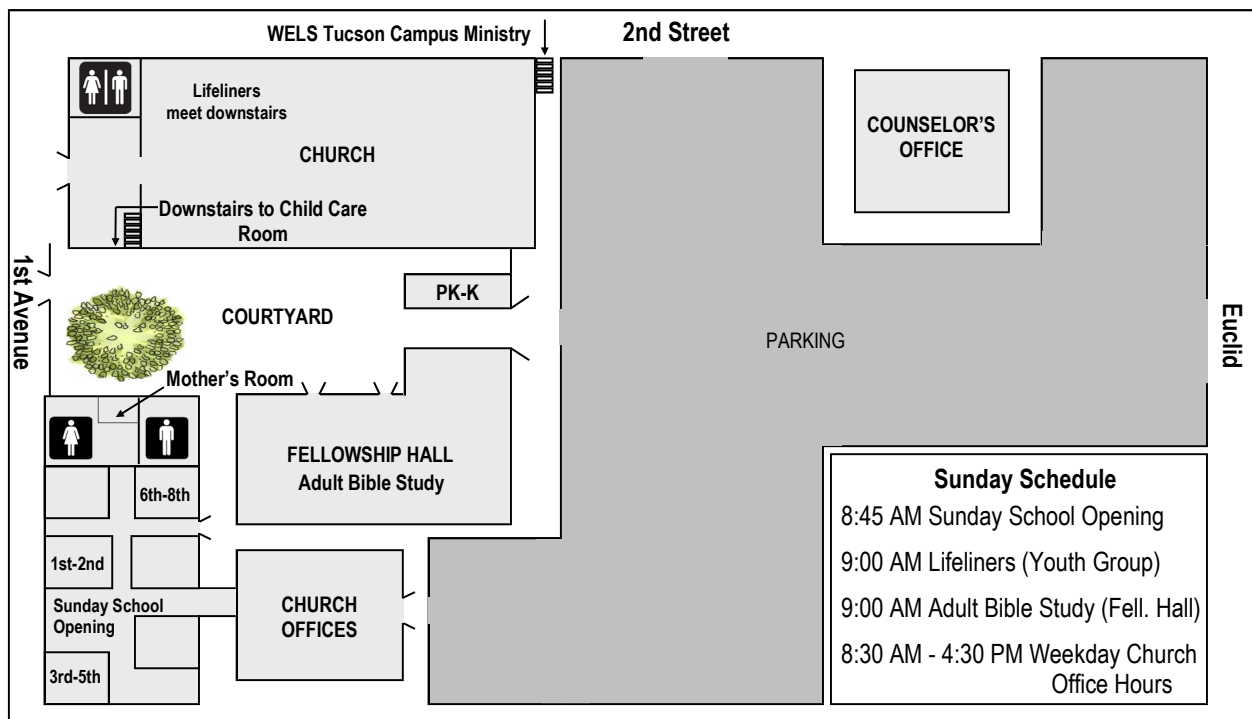 WELS Tucson Campus Ministry
2nd Street
Lifeliners
meet downstairs
CHURCH
COUNSELOR'S
OFFICE
Downstairs to Child Care
Room
1st Avenue
PK-K
COURTYARD
PARKING
Euclid
Mother's Room
FELLOWSHIP HALL
Adult Bible Study
6th-8th
1st-2nd
Sunday School
Opening
CHURCH
OFFICES
3rd-5th
Sunday Schedule
8:45 AM Sunday School Opening
9:00 AM Lifeliners (Youth Group)
9:00 AM Adult Bible Study (Fell. Hall)
8:30 AM - 4:30 PM Weekday Church
Office Hours